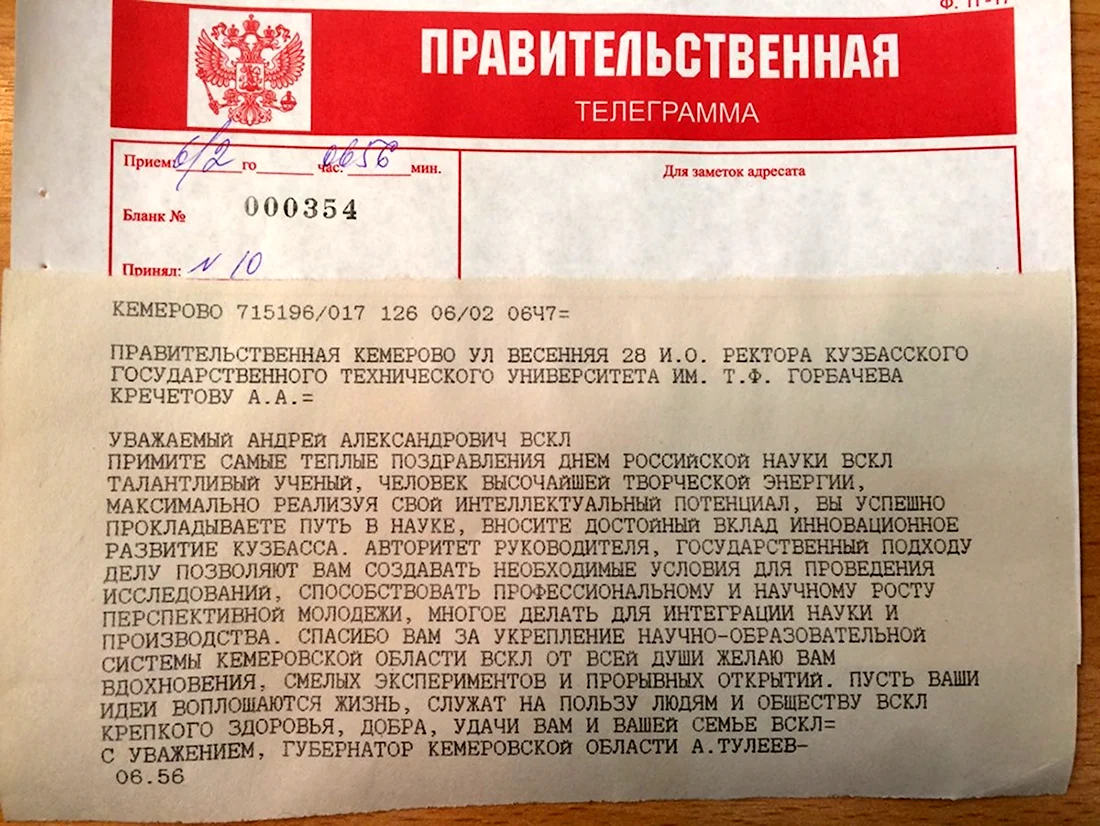 ПРАВИТЕЛЬСТВЕННАЯ
ТЕЛЕГРАММА
Прием: 6/2 го час. 0656 мин.
Для заметок адресата
Бланк № 000354
Принял: N 10
КЕМЕРОВО 715196/017 126 06/02 06Ч7=
ПРАВИТЕЛЬСТВЕННАЯ КЕМЕРОВО УЛ ВЕСЕННЯЯ 28 И.О. РЕКТОРА КУЗБАССКОГО
ГОСУДАРСТВЕННОГО ТЕХНИЧЕСКОГО УНИВЕРСИТЕТА ИМ. Т.Ф. ГОРБАЧЕВА
КРЕЧЕТОВУ А.А.=
УВАЖАЕМЫЙ АНДРЕЙ АЛЕКСАНДРОВИЧ ВСКЛ
ПРИМИТЕ САМЫЕ ТЕПЛЫЕ ПОЗДРАВЛЕНИЯ ДНЕМ РОССИЙСКОЙ НАУКИ ВСКЛ
ТАЛАНТЛИВЫЙ УЧЕНЫЙ, ЧЕЛОВЕК ВЫСОЧАЙШЕЙ ТВОРЧЕСКОЙ ЭНЕРГИИ,
МАКСИМАЛЬНО РЕАЛИЗУЯ СВОЙ ИНТЕЛЛЕКТУАЛЬНЫЙ ПОТЕНЦИАЛ, ВЫ УСПЕШНО
ПРОКЛАДЫВАЕТЕ ПУТЬ В НАУКЕ, ВНОСИТЕ ДОСТОЙНЫЙ ВКЛАД ИННОВАЦИОННОЕ
РАЗВИТИЕ КУЗБАССА. АВТОРИТЕТ РУКОВОДИТЕЛЯ, ГОСУДАРСТВЕННЫЙ ПОДХОДУ
ДЕЛУ ПОЗВОЛЯЮТ ВАМ СОЗДАВАТЬ НЕОБХОДИМЫЕ УСЛОВИЯ ДЛЯ ПРОВЕДЕНИЯ
ИССЛЕДОВАНИЙ, СПОСОБСТВОВАТЬ ПРОФЕССИОНАЛЬНОМУ И НАУЧНОМУ РОСТУ
ПЕРСПЕКТИВНОЙ МОЛОДЕЖИ, МНОГОЕ ДЕЛАТЬ ДЛЯ ИНТЕГРАЦИИ НАУКИ И
ПРОИЗВОДСТВА. СПАСИБО ВАМ ЗА УКРЕПЛЕНИЕ НАУЧНО-ОБРАЗОВАТЕЛЬНОЙ
СИСТЕМЫ КЕМЕРОВСКОЙ ОБЛАСТИ ВСКЛ ОТ ВСЕЙ ДУШИ ЖЕЛАЮ ВАМ
ВДОХНОВЕНИЯ, СМЕЛЫХ ЭКСПЕРИМЕНТОВ И ПРОРЫВНЫХ ОТКРЫТИЙ. ПУСТЬ ВАШИ
ИДЕИ ВОПЛОШАЮТСЯ ЖИЗНЬ, СЛУЖАТ НА ПОЛЬЗУ ЛЮДЯМ И ОБЩЕСТВУ ВСКЛ
КРЕПКОГО ЗДОРОВЬЯ, ДОБРА, УДАЧИ ВАМ И ВАШЕЙ СЕМЬЕ ВСКЛ=
С УВАЖЕНИЕМ, ГУБЕРНАТОР КЕМЕРОВСКОЙ ОБЛАСТИ А.ТУЛЕЕВ-
06.56